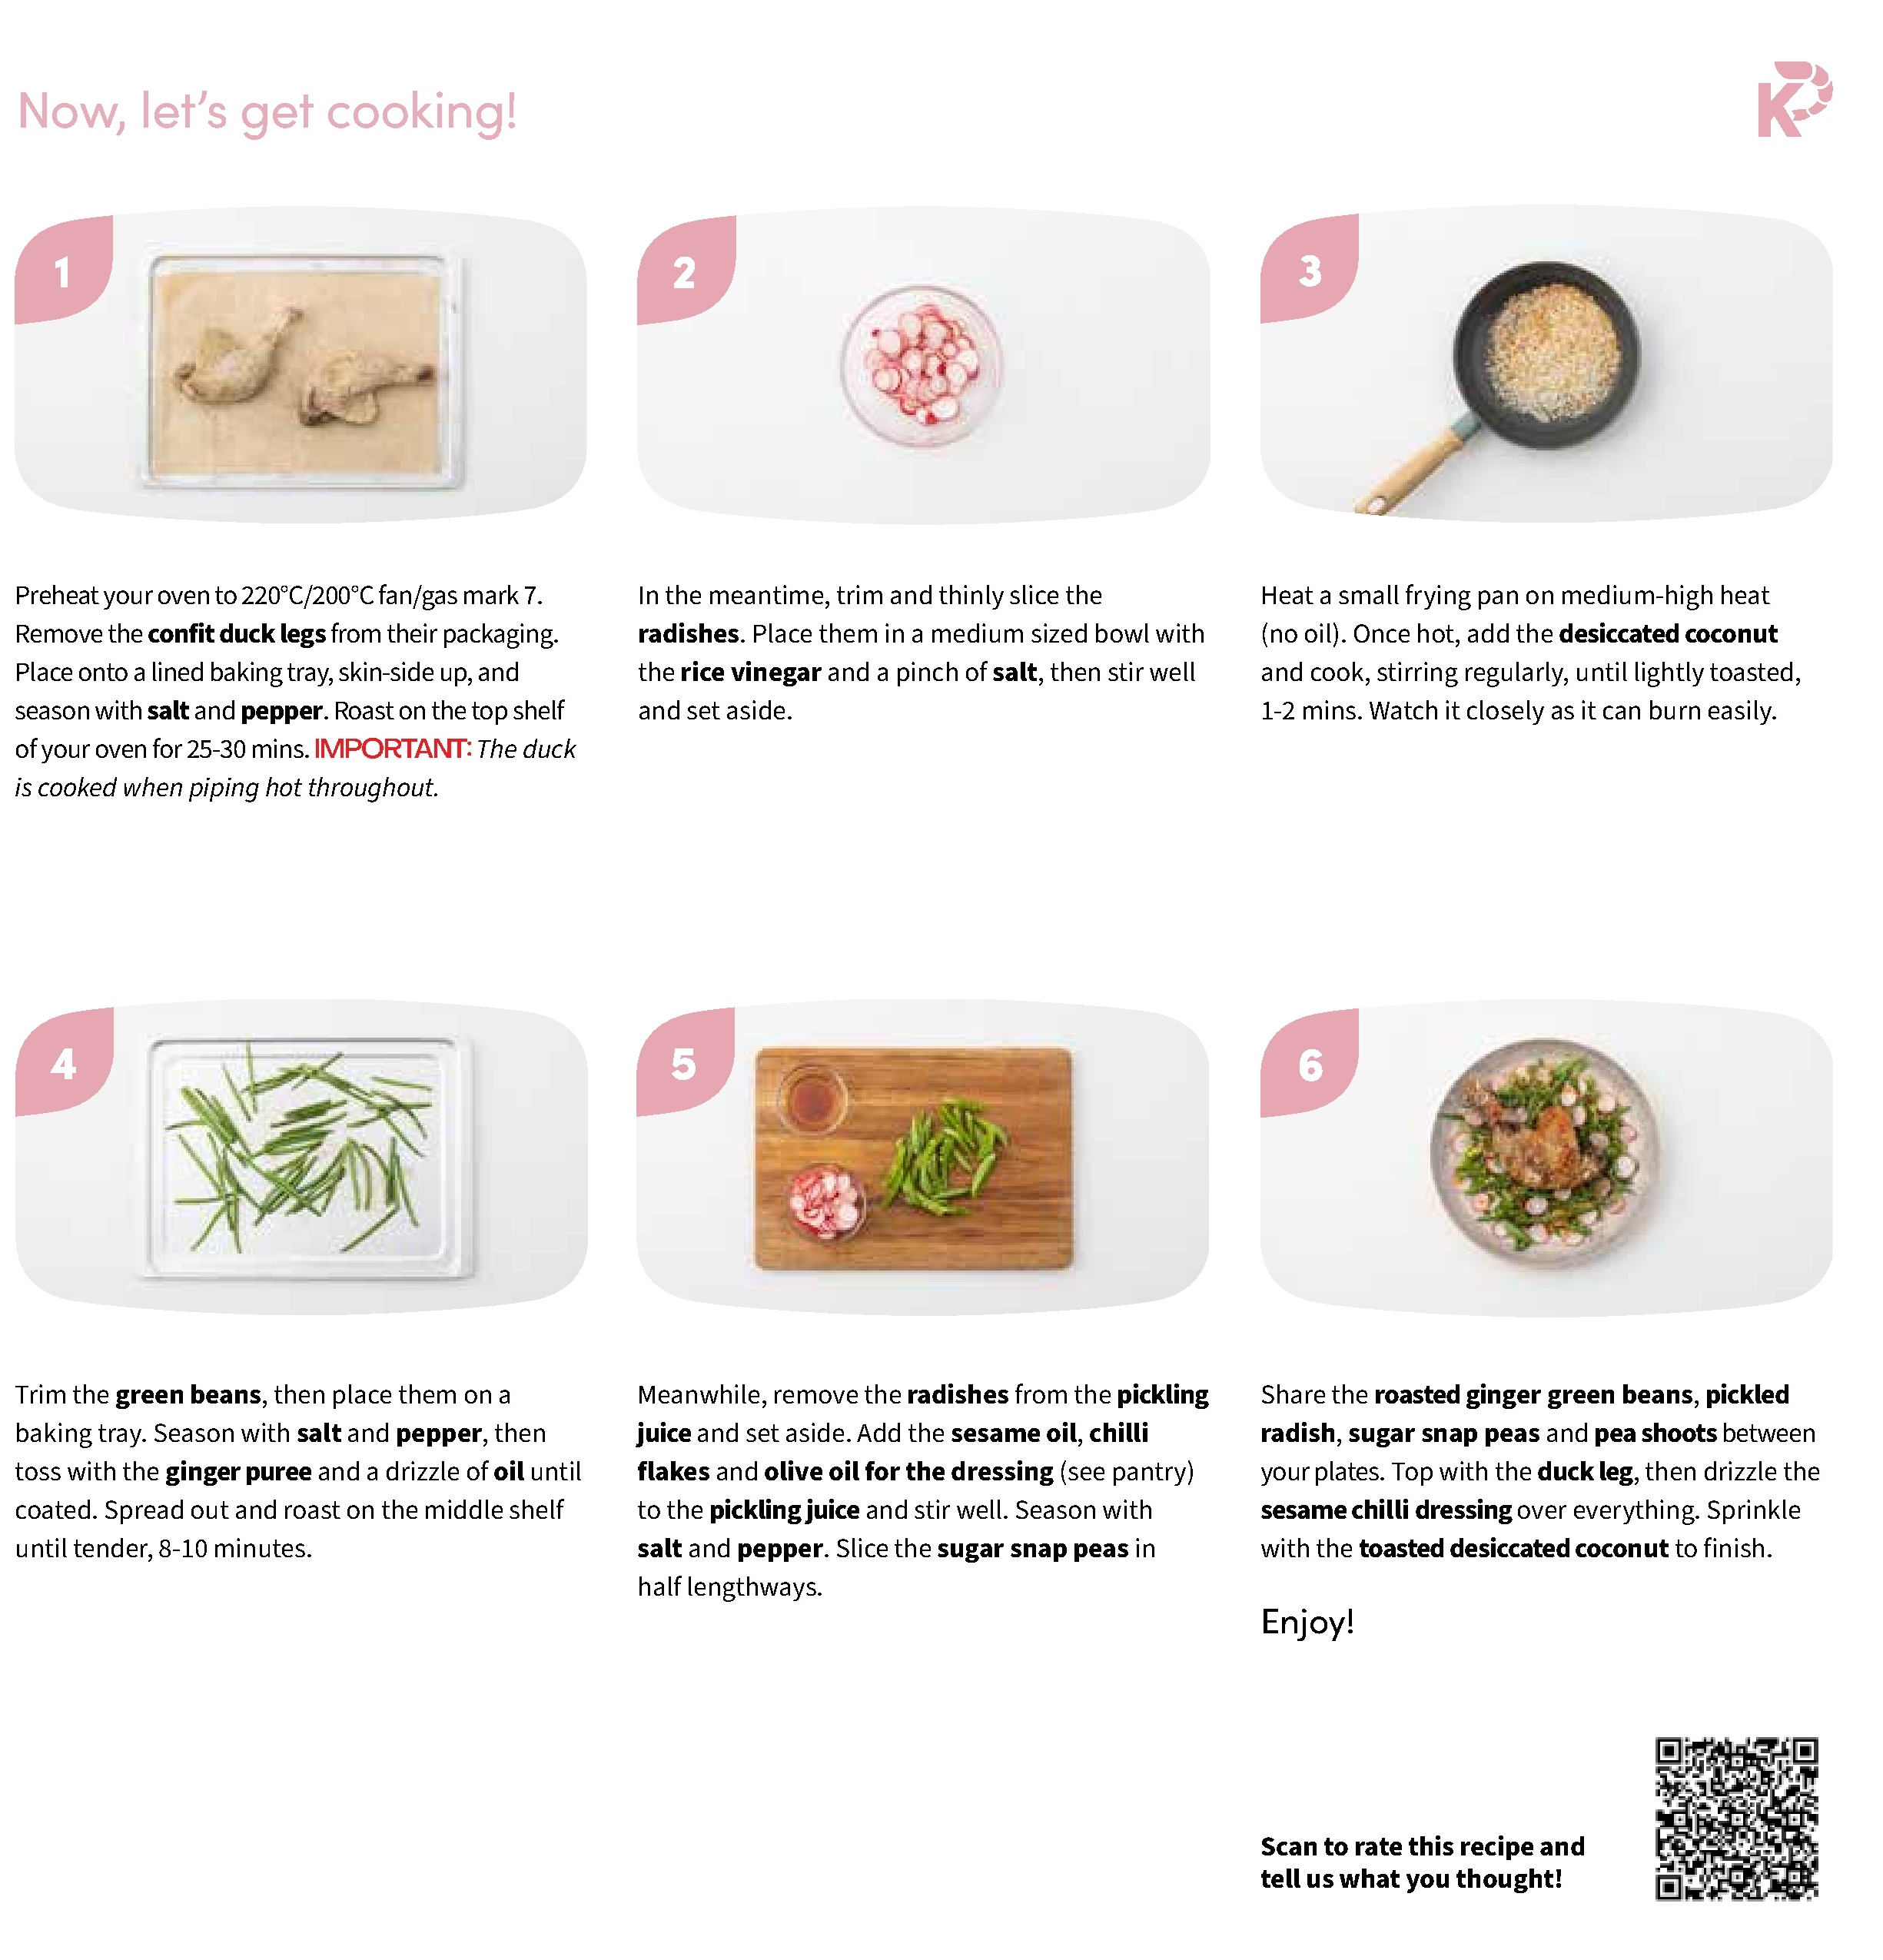 Now, let's get cooking!
K
1
Preheat your oven to 220°C/200°C fan/gas mark 7.
Remove the confit duck legs from their packaging.
Place onto a lined baking tray, skin-side up, and
season with salt and pepper. Roast on the top shelf
of your oven for 25-30 mins. IMPORTANT: The duck
is cooked when piping hot throughout.
2
In the meantime, trim and thinly slice the
radishes. Place them in a medium sized bowl with
the rice vinegar and a pinch of salt, then stir well
and set aside.
3
Heat a small frying pan on medium-high heat
(no oil). Once hot, add the desiccated coconut
and cook, stirring regularly, until lightly toasted,
1-2 mins. Watch it closely as it can burn easily.
4
Trim the green beans, then place them on a
baking tray. Season with salt and pepper, then
toss with the ginger puree and a drizzle of oil until
coated. Spread out and roast on the middle shelf
until tender, 8-10 minutes.
5
Meanwhile, remove the radishes from the pickling
juice and set aside. Add the sesame oil, chilli
flakes and olive oil for the dressing (see pantry)
to the pickling juice and stir well. Season with
salt and pepper. Slice the sugar snap peas in
half lengthways.
6
Share the roasted ginger green beans, pickled
radish, sugar snap peas and pea shoots between
your plates. Top with the duck leg, then drizzle the
sesame chilli dressing over everything. Sprinkle
with the toasted desiccated coconut to finish.
Enjoy!
Scan to rate this recipe and
tell us what you thought!